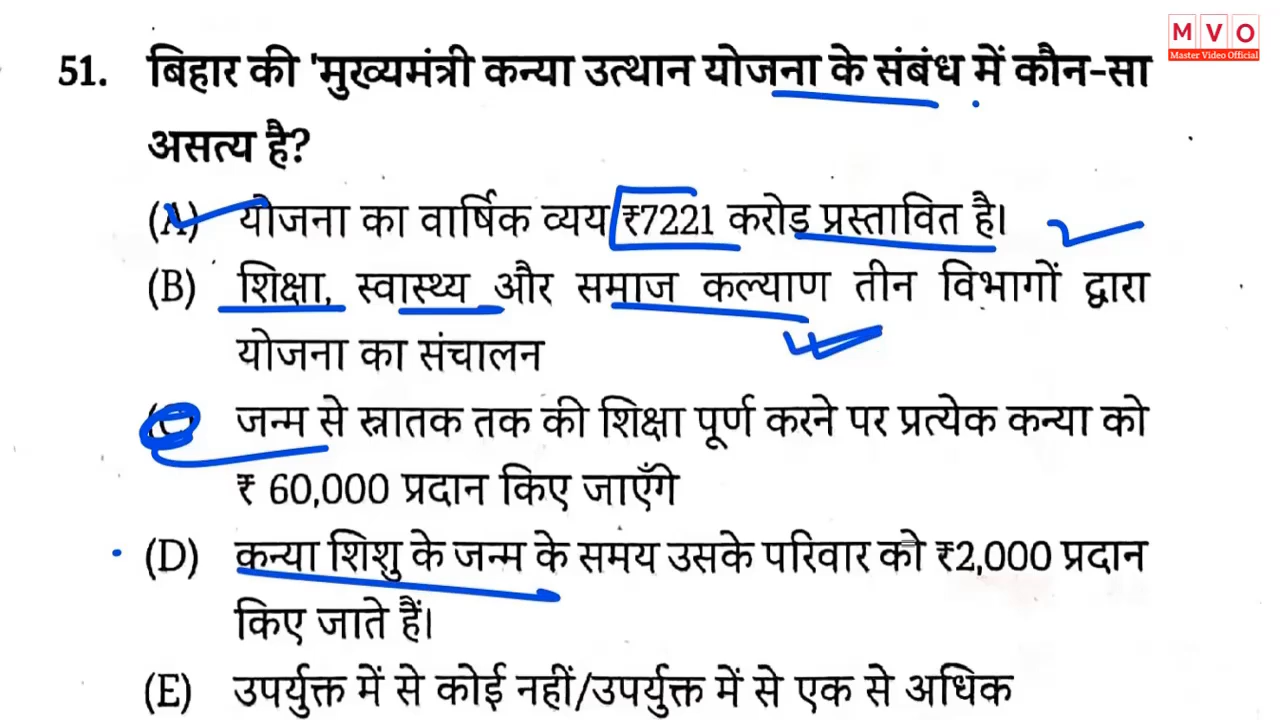 M V O
Master Video Official
51. बिहार की 'मुख्यमंत्री कन्या उत्थान योजना के संबंध में कौन-सा
असत्य है?
(A) योजना का वार्षिक व्यय ₹7221 करोड़ प्रस्तावित है।
(B) शिक्षा, स्वास्थ्य और समाज कल्याण तीन विभागों द्वारा
योजना का संचालन
(C) जन्म से स्नातक तक की शिक्षा पूर्ण करने पर प्रत्येक कन्या को
₹ 60,000 प्रदान किए जाएँगे
(D) कन्या शिशु के जन्म के समय उसके परिवार को ₹2,000 प्रदान
किए जाते हैं।
(E) उपर्युक्त में से कोई नहीं/उपर्युक्त में से एक से अधिक